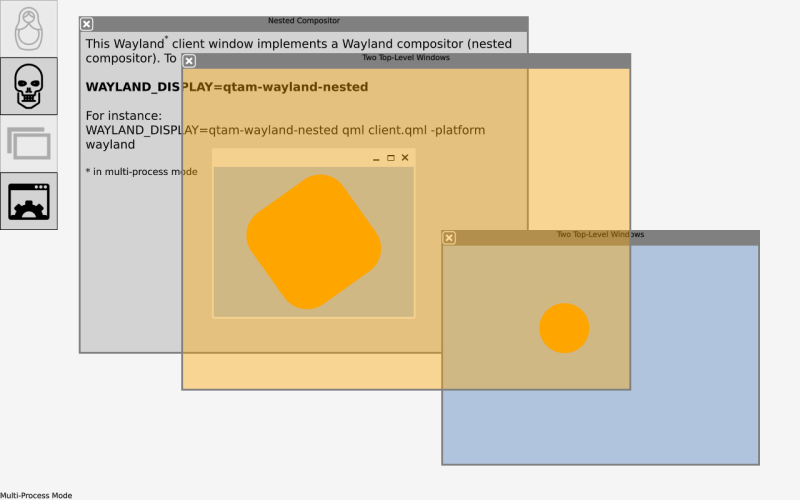 Nested Compositor
This Wayland* client window implements a Wayland compositor (nested
compositor). To
Two Top-Level Windows
WAYLAND_DISPLAY=qtam-wayland-nested
For instance:
WAYLAND_DISPLAY=qtam-wayland-nested qml client.qml -platform
wayland
* in multi-process mode
Two Top-Level Windows
Multi-Process Mode